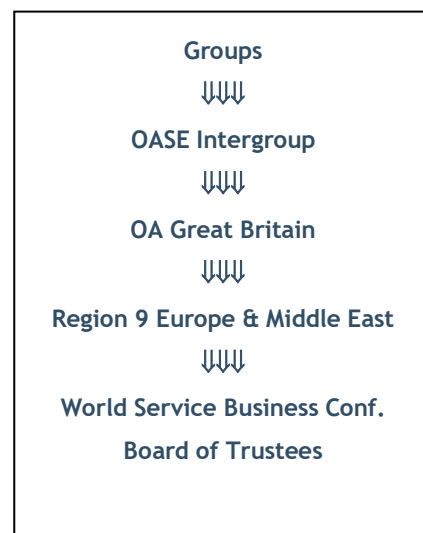 Groups
⇓⇓⇓
OASE Intergroup
⇓⇓⇓
OA Great Britain
⇓⇓⇓
Region 9 Europe & Middle East
⇓⇓⇓
World Service Business Conf.
Board of Trustees